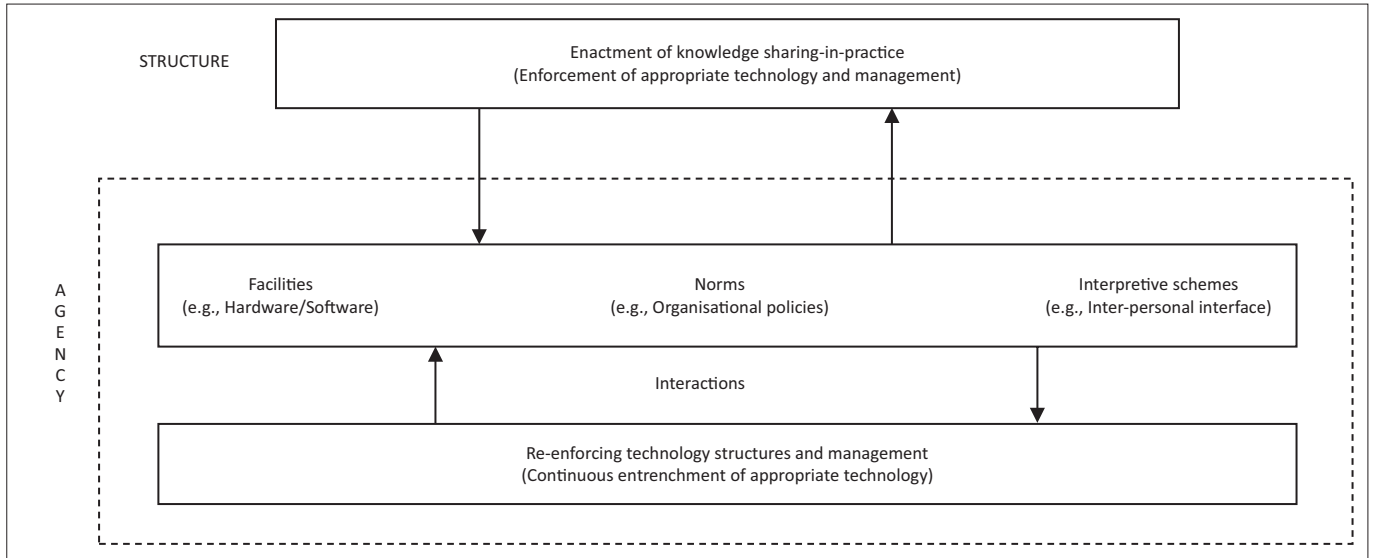 STRUCTURE
Enactment of knowledge sharing-in-practice
(Enforcement of appropriate technology and management)
A
G
E
N
C
Y
Facilities
(e.g., Hardware/Software)
Norms
(e.g., Organisational policies)
Interpretive schemes
(e.g., Inter-personal interface)
Interactions
Re-enforcing technology structures and management
(Continuous entrenchment of appropriate technology)